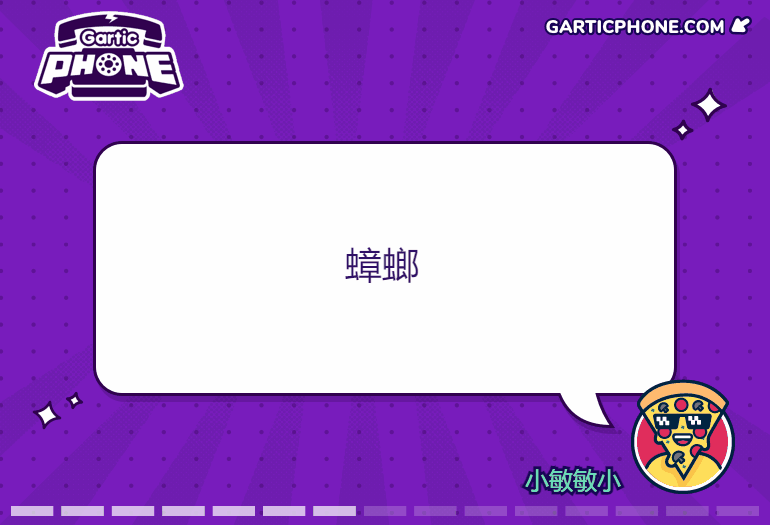 Gartic
PHONE
GARTICPHONE.COM
蟑螂
小敏敏小